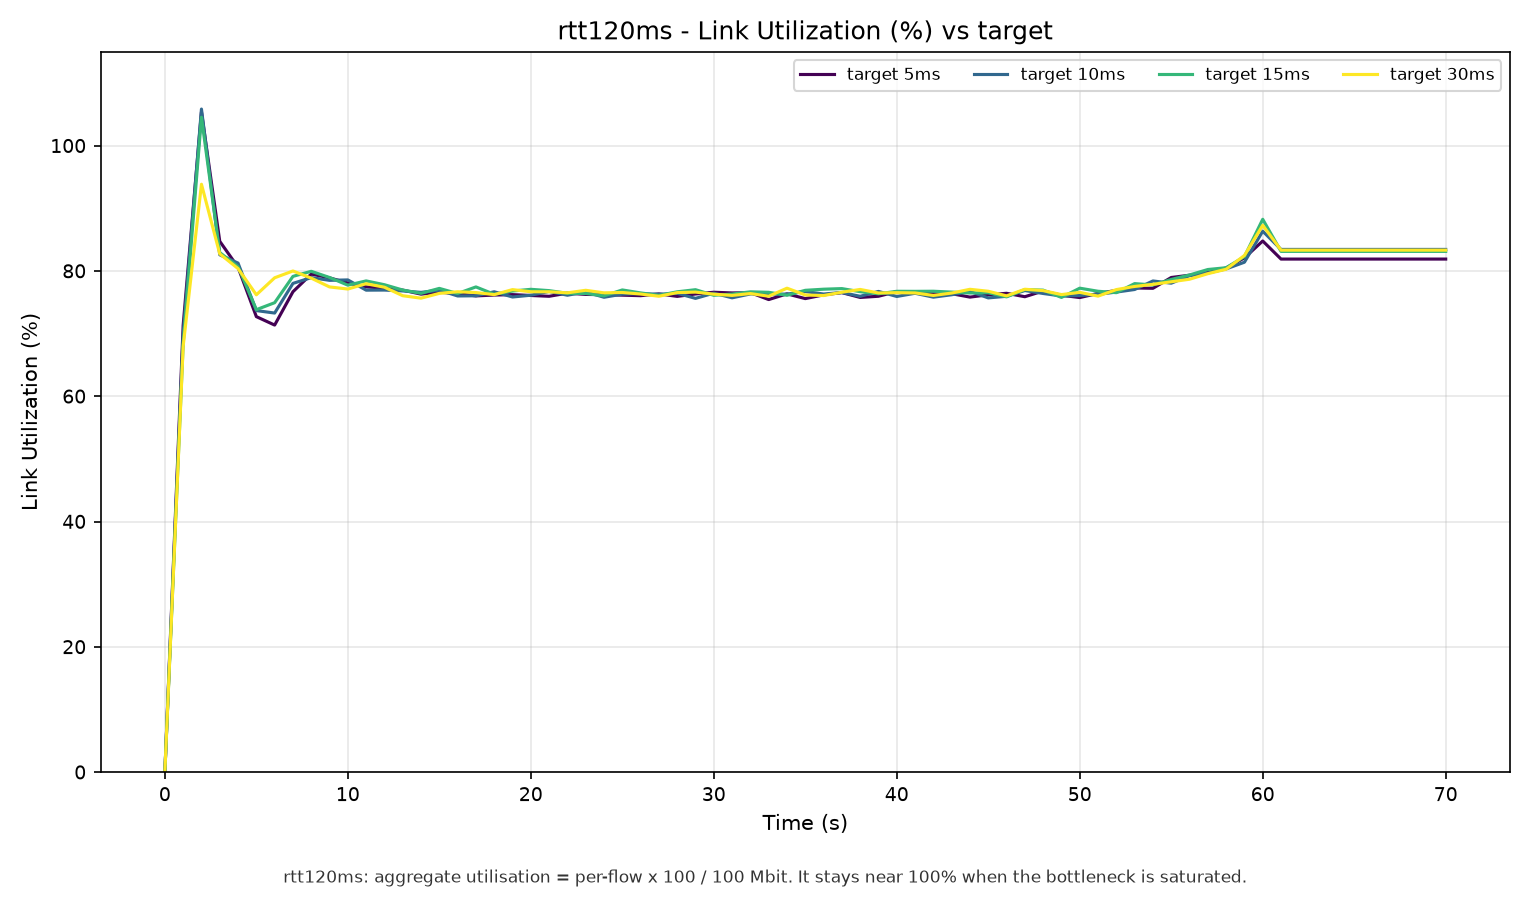 rtt120ms - Link Utilization (%) vs target
target 5ms
target 10ms
target 15ms
target 30ms
Link Utilization (%)
100
80
60
40
20
0
0 10 20 30 40 50 60 70
Time (s)
rtt120ms: aggregate utilisation = per-flow x 100 / 100 Mbit. It stays near 100% when the bottleneck is saturated.